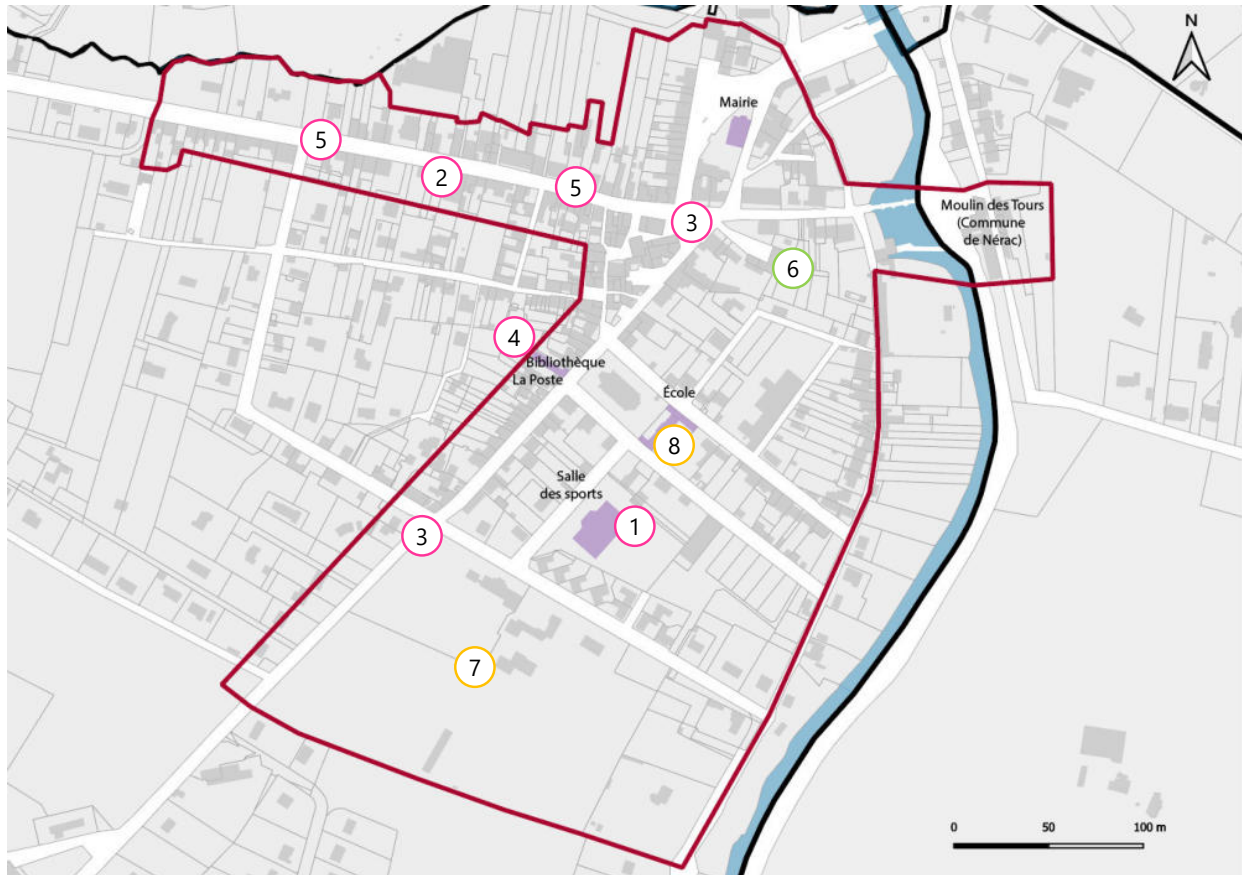 N
Mairie
5
2
5
Moulin des Tours
(Commune
de Nérac)
3
6
4
Bibliothèque
La Poste
École
8
Salle
des sports
1
3
7
0
50
100 m